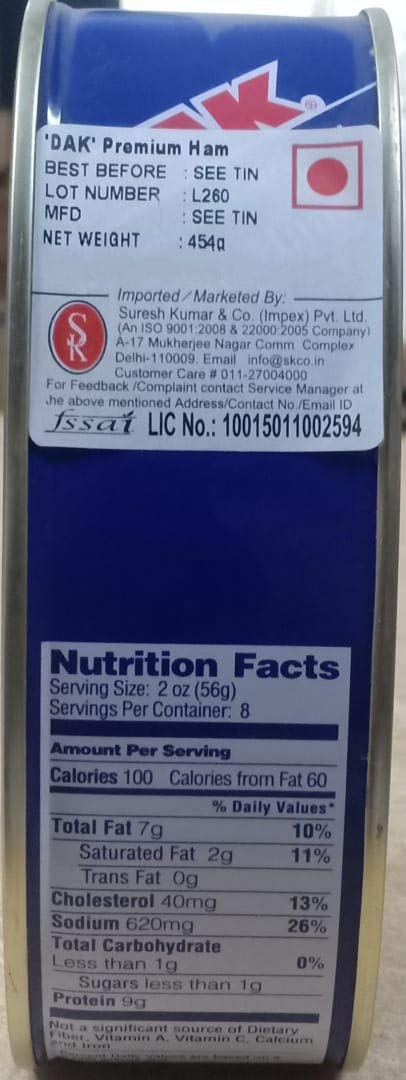 AK®
'DAK' Premium Ham
BEST BEFORE : SEE TIN
LOT NUMBER : L260
MFD : SEE TIN
NET WEIGHT : 454g
Imported/Marketed By:
SK
Suresh Kumar & Co. (Impex) Pvt. Ltd.
(An ISO 9001:2008 & 22000:2005 Company)
A-17 Mukherjee Nagar Comm Complex
Delhi-110009. Email info@skco.in
Customer Care # 011-27004000
For Feedback /Complaint contact Service Manager at
.he above mentioned Address/Contact No./Email ID
fssai LIC No.: 10015011002594
Nutrition Facts
Serving Size: 2 oz (56g)
Servings Per Container: 8
Amount Per Serving
Calories 100 Calories from Fat 60
% Daily Values*
Total Fat 7g 10%
Saturated Fat 2g 11%
Trans Fat 0g
Cholesterol 40mg 13%
Sodium 620mg 26%
Total Carbohydrate
Less than 1g 0%
Sugars less than 1g
Protein 9g
Not a significant source of Dietary
Fiber, Vitamin A, Vitamin C, Calcium
and Iron